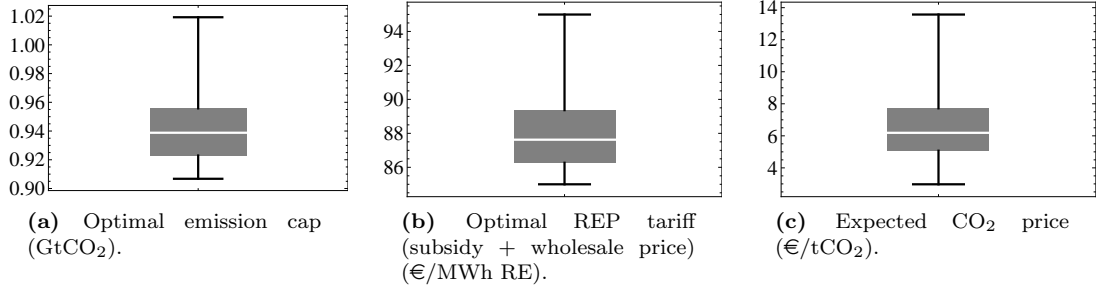 1.02
1.00
0.98
0.96
0.94
0.92
0.90
(a) Optimal emission cap
(GtCO₂).
94
92
90
88
86
(b) Optimal REP tariff
(subsidy + wholesale price)
(€/MWh RE).
14
12
10
8
6
4
(c) Expected CO₂ price
(€/tCO₂).